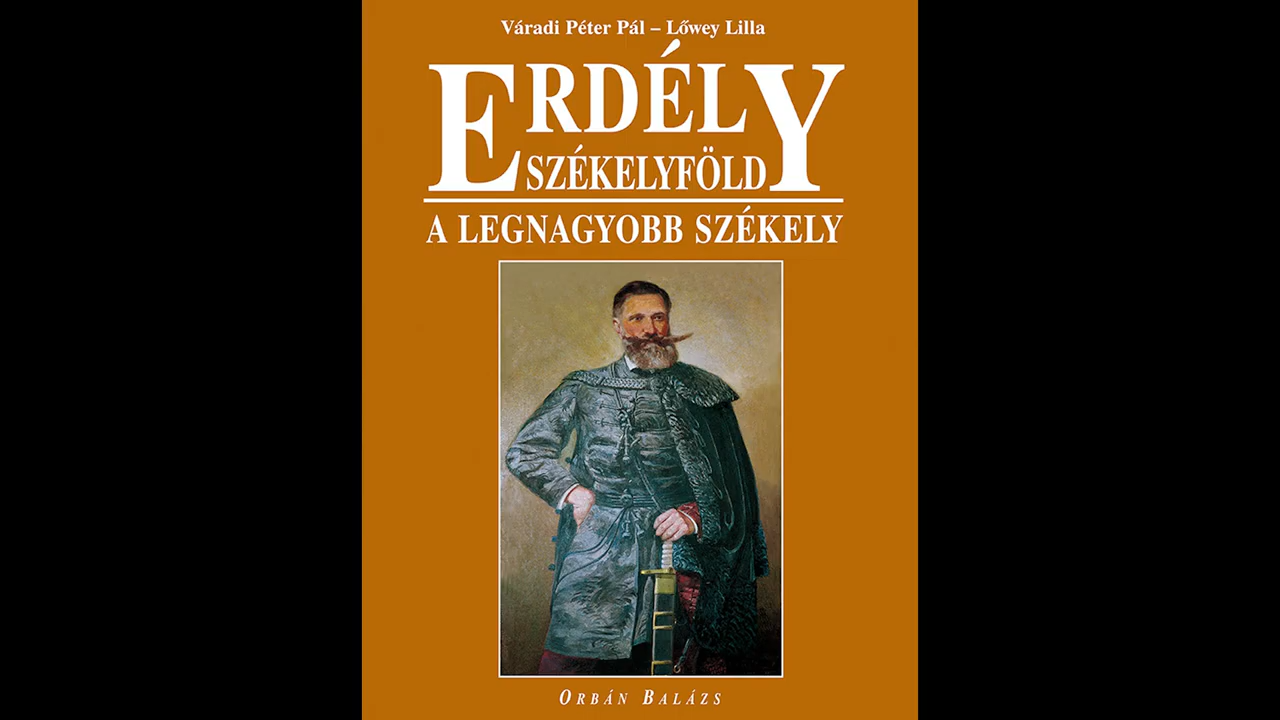 Váradi Péter Pál – Lőwey Lilla
ERDÉLY
SZÉKELYFÖLD
A LEGNAGYOBB SZÉKELY
ORBÁN BALÁZS